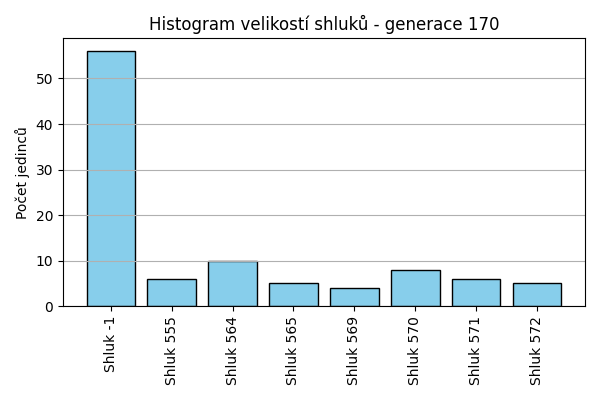 Histogram velikostí shluků - generace 170
Počet jedinců
50
40
30
20
10
0
Shluk -1
Shluk 555
Shluk 564
Shluk 565
Shluk 569
Shluk 570
Shluk 571
Shluk 572